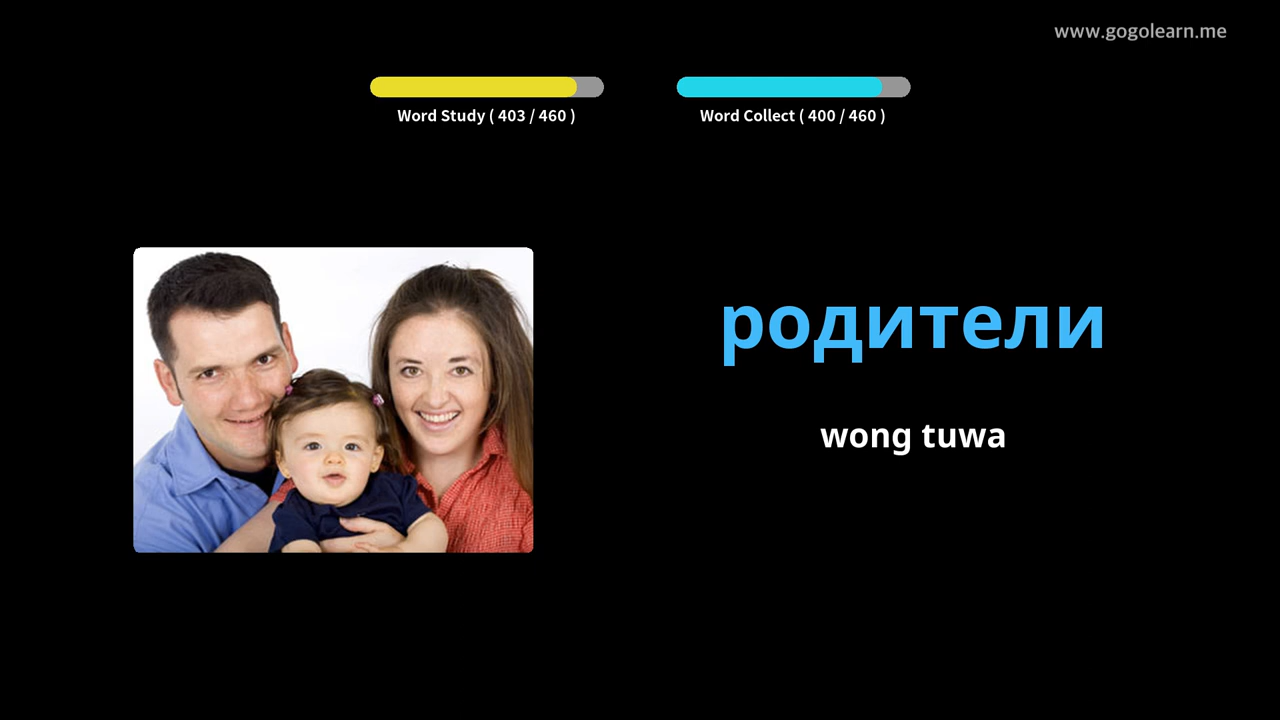 www.gogolearn.me
Word Study ( 403 / 460 )
Word Collect ( 400 / 460 )
родители
wong tuwa